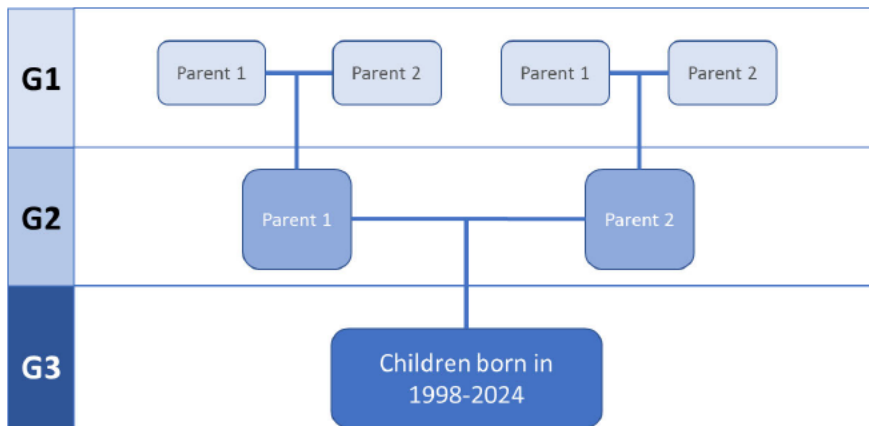 G1
Parent 1
Parent 2
Parent 1
Parent 2
G2
Parent 1
Parent 2
G3
Children born in
1998-2024